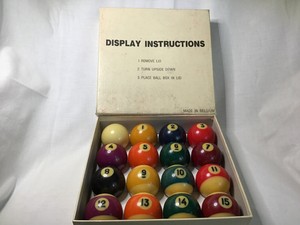 DISPLAY INSTRUCTIONS
1 REMOVE LID
2 TURN UPSIDE DOWN
3 PLACE BALL BOX IN LID
MADE IN BELGIUM
1 2 3
4 5 6 7
8 9 10 11
12 13 14 15